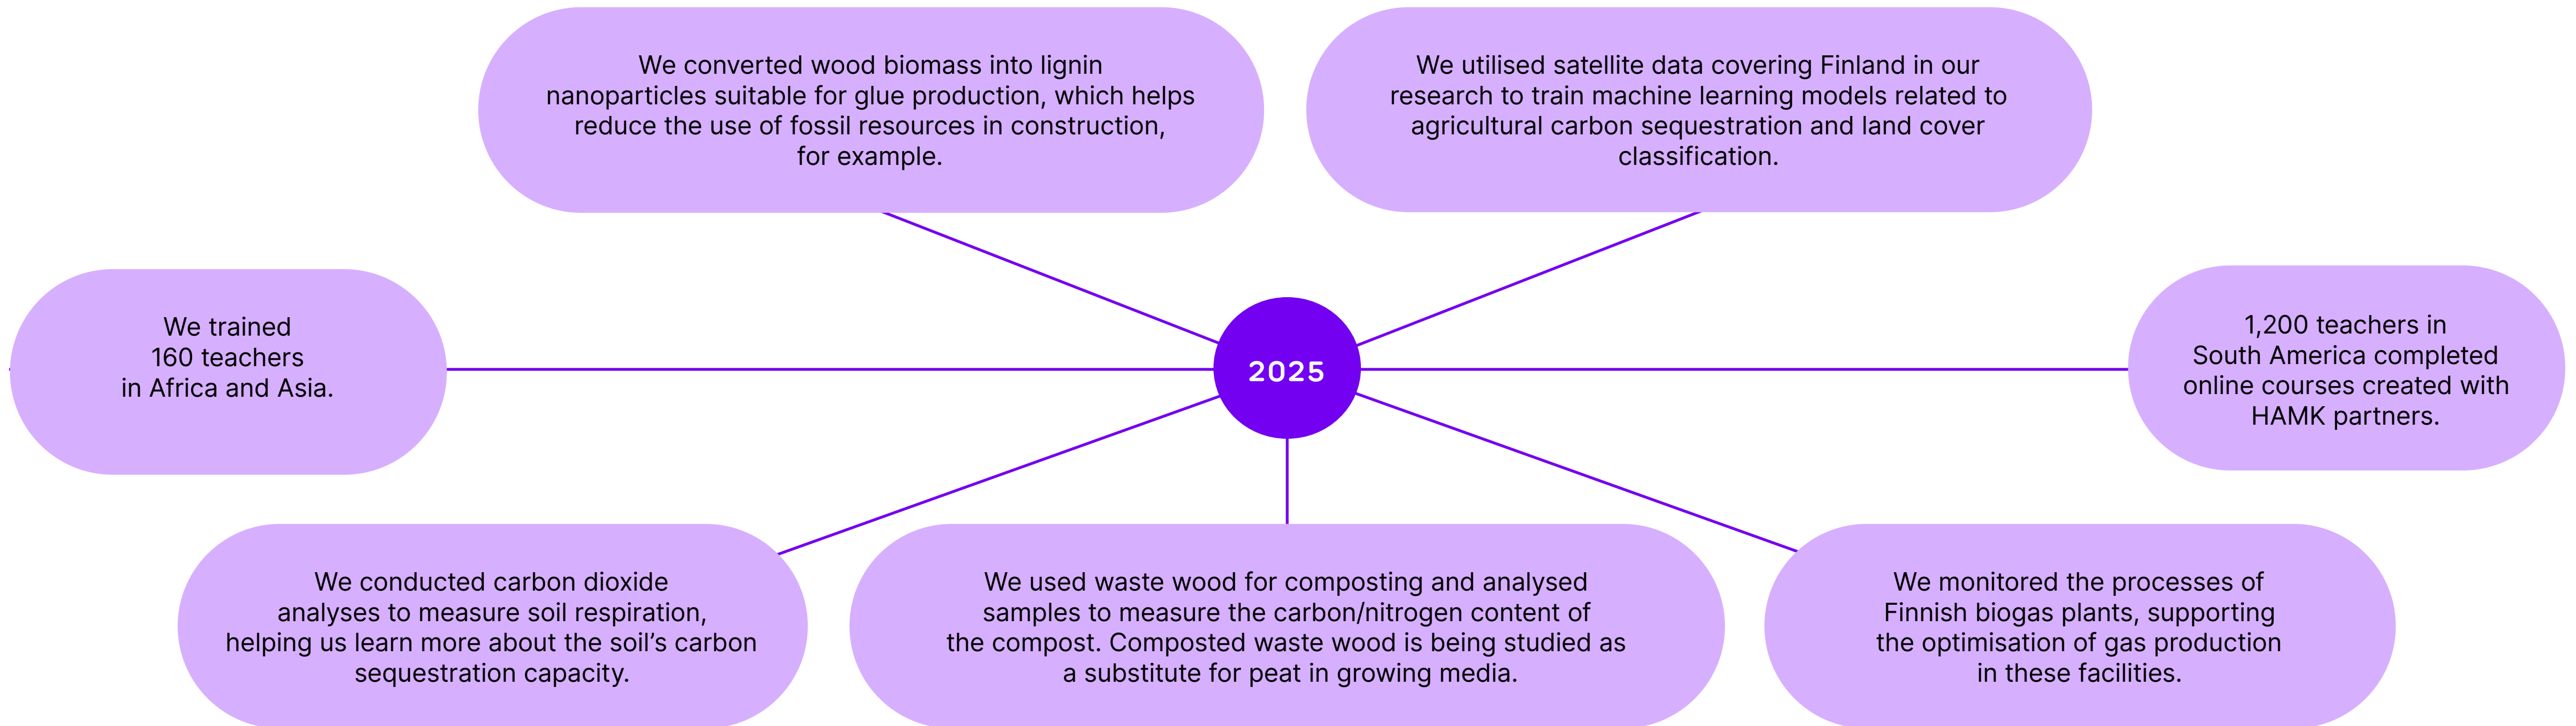 We converted wood biomass into lignin
nanoparticles suitable for glue production, which helps
reduce the use of fossil resources in construction,
for example.
We utilised satellite data covering Finland in our
research to train machine learning models related to
agricultural carbon sequestration and land cover
classification.
We trained
160 teachers
in Africa and Asia.
2025
1,200 teachers in
South America completed
online courses created with
HAMK partners.
We conducted carbon dioxide
analyses to measure soil respiration,
helping us learn more about the soil’s carbon
sequestration capacity.
We used waste wood for composting and analysed
samples to measure the carbon/nitrogen content of
the compost. Composted waste wood is being studied as
a substitute for peat in growing media.
We monitored the processes of
Finnish biogas plants, supporting
the optimisation of gas production
in these facilities.